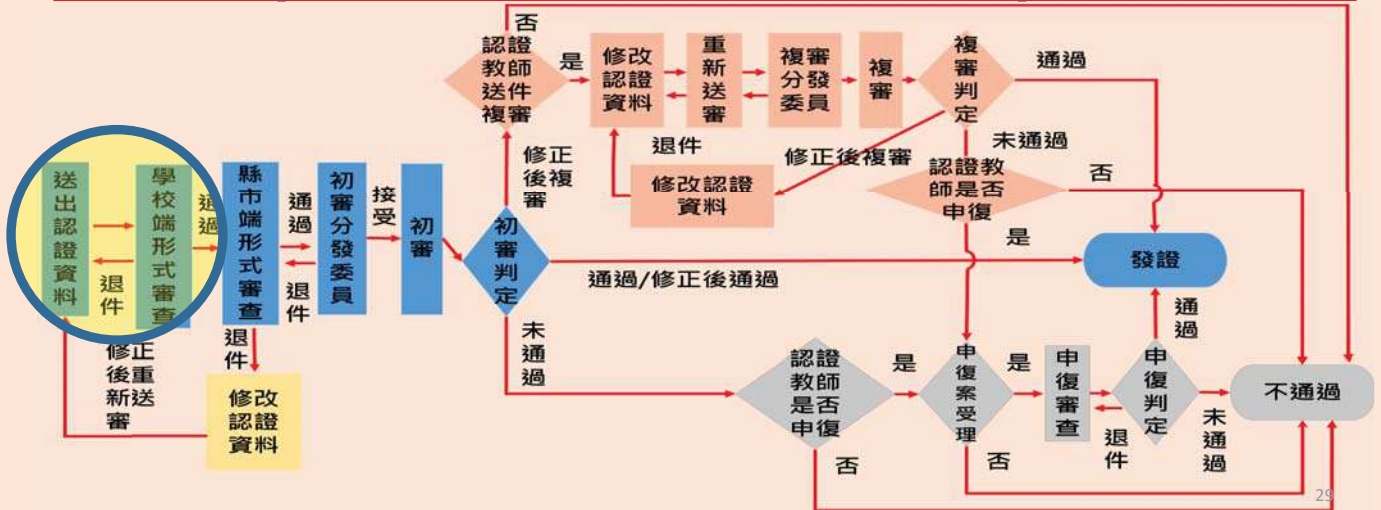 否
認證
教師
送件
複審
是
修改
認證
資料
重
新
送
審
複審
分發
委員
複
審
複
審
判
定
通過
修正
後複
審
退件
修正後複審
修改認證
資料
未通過
認證教
師是否
申復
否
是
送
出
認
證
資
料
退
件
學
校
端
形
式
審
查
通
過
縣
市
端
形
式
審
查
通
過
退
件
初
審
分
發
委
員
接
受
初
審
初
審
判
定
通過/修正後通過
發證
退
件
修正
後重
新送
審
修改
認證
資料
未
通
過
認證
教師
是否
申復
是
否
申
復
案
受
理
是
否
申
復
審
查
退
件
申
復
判
定
通
過
未
通
過
不通過
29